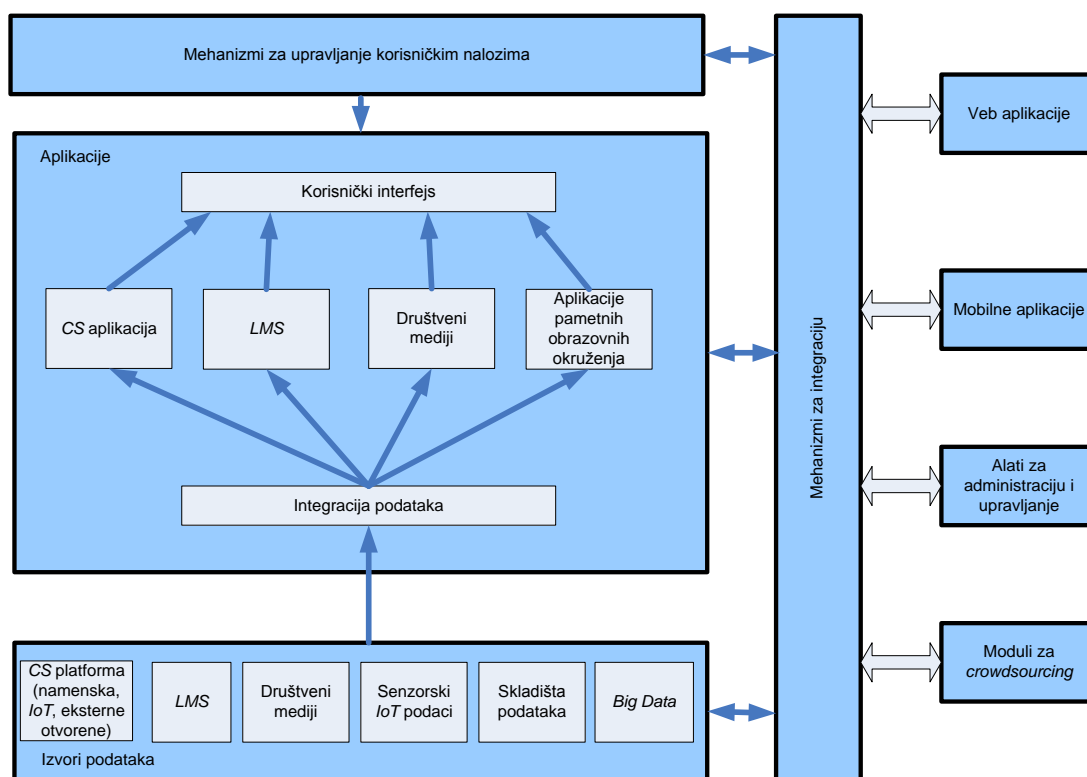 Mehanizmi za upravljanje korisničkim nalozima
Aplikacije
Korisnički interfejs
CS aplikacija
LMS
Društveni
mediji
Aplikacije
pametnih
obrazovnih
okruženja
Integracija podataka
CS platforma
(namenska,
IoT, eksterne
otvorene)
LMS
Društveni
mediji
Senzorski
IoT podaci
Skladišta
podataka
Big Data
Izvori podataka
Mehanizmi za integraciju
Veb aplikacije
Mobilne aplikacije
Alati za
administraciju i
upravljanje
Moduli za
crowdsourcing